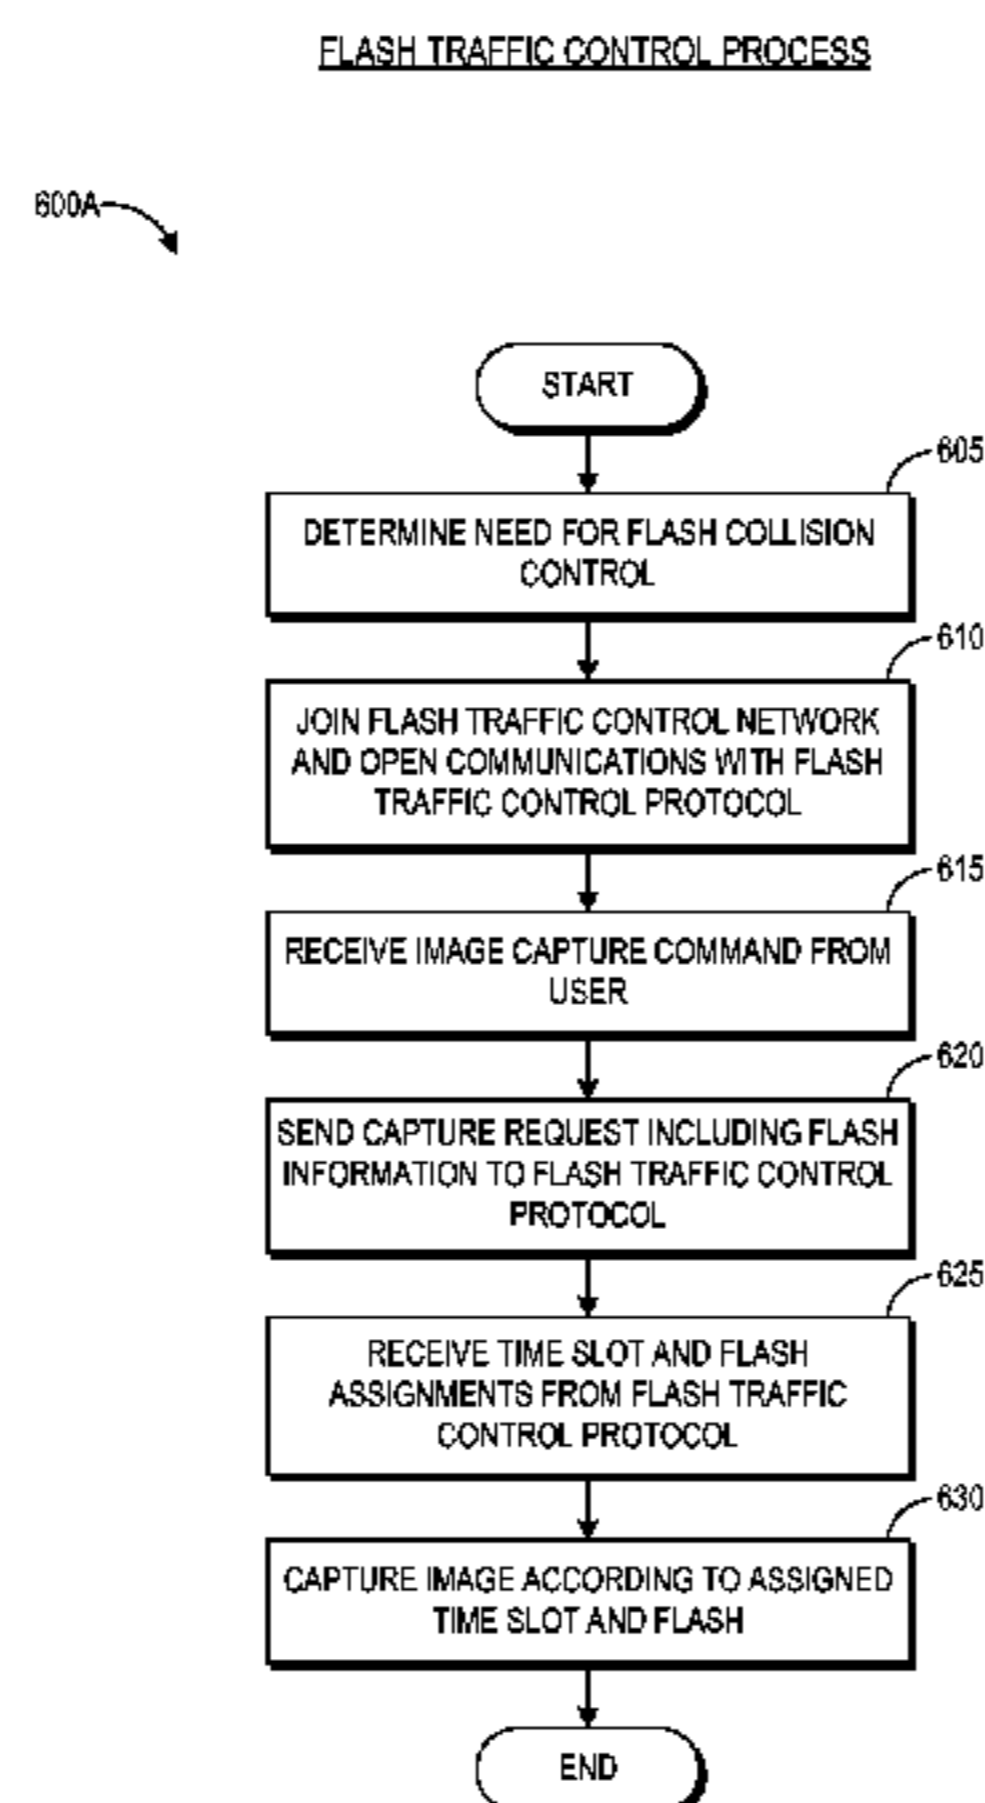 FLASH TRAFFIC CONTROL PROCESS
600A
START
605
DETERMINE NEED FOR FLASH COLLISION
CONTROL
610
JOIN FLASH TRAFFIC CONTROL NETWORK
AND OPEN COMMUNICATIONS WITH FLASH
TRAFFIC CONTROL PROTOCOL
615
RECEIVE IMAGE CAPTURE COMMAND FROM
USER
620
SEND CAPTURE REQUEST INCLUDING FLASH
INFORMATION TO FLASH TRAFFIC CONTROL
PROTOCOL
625
RECEIVE TIME SLOT AND FLASH
ASSIGNMENTS FROM FLASH TRAFFIC
CONTROL PROTOCOL
630
CAPTURE IMAGE ACCORDING TO ASSIGNED
TIME SLOT AND FLASH
END